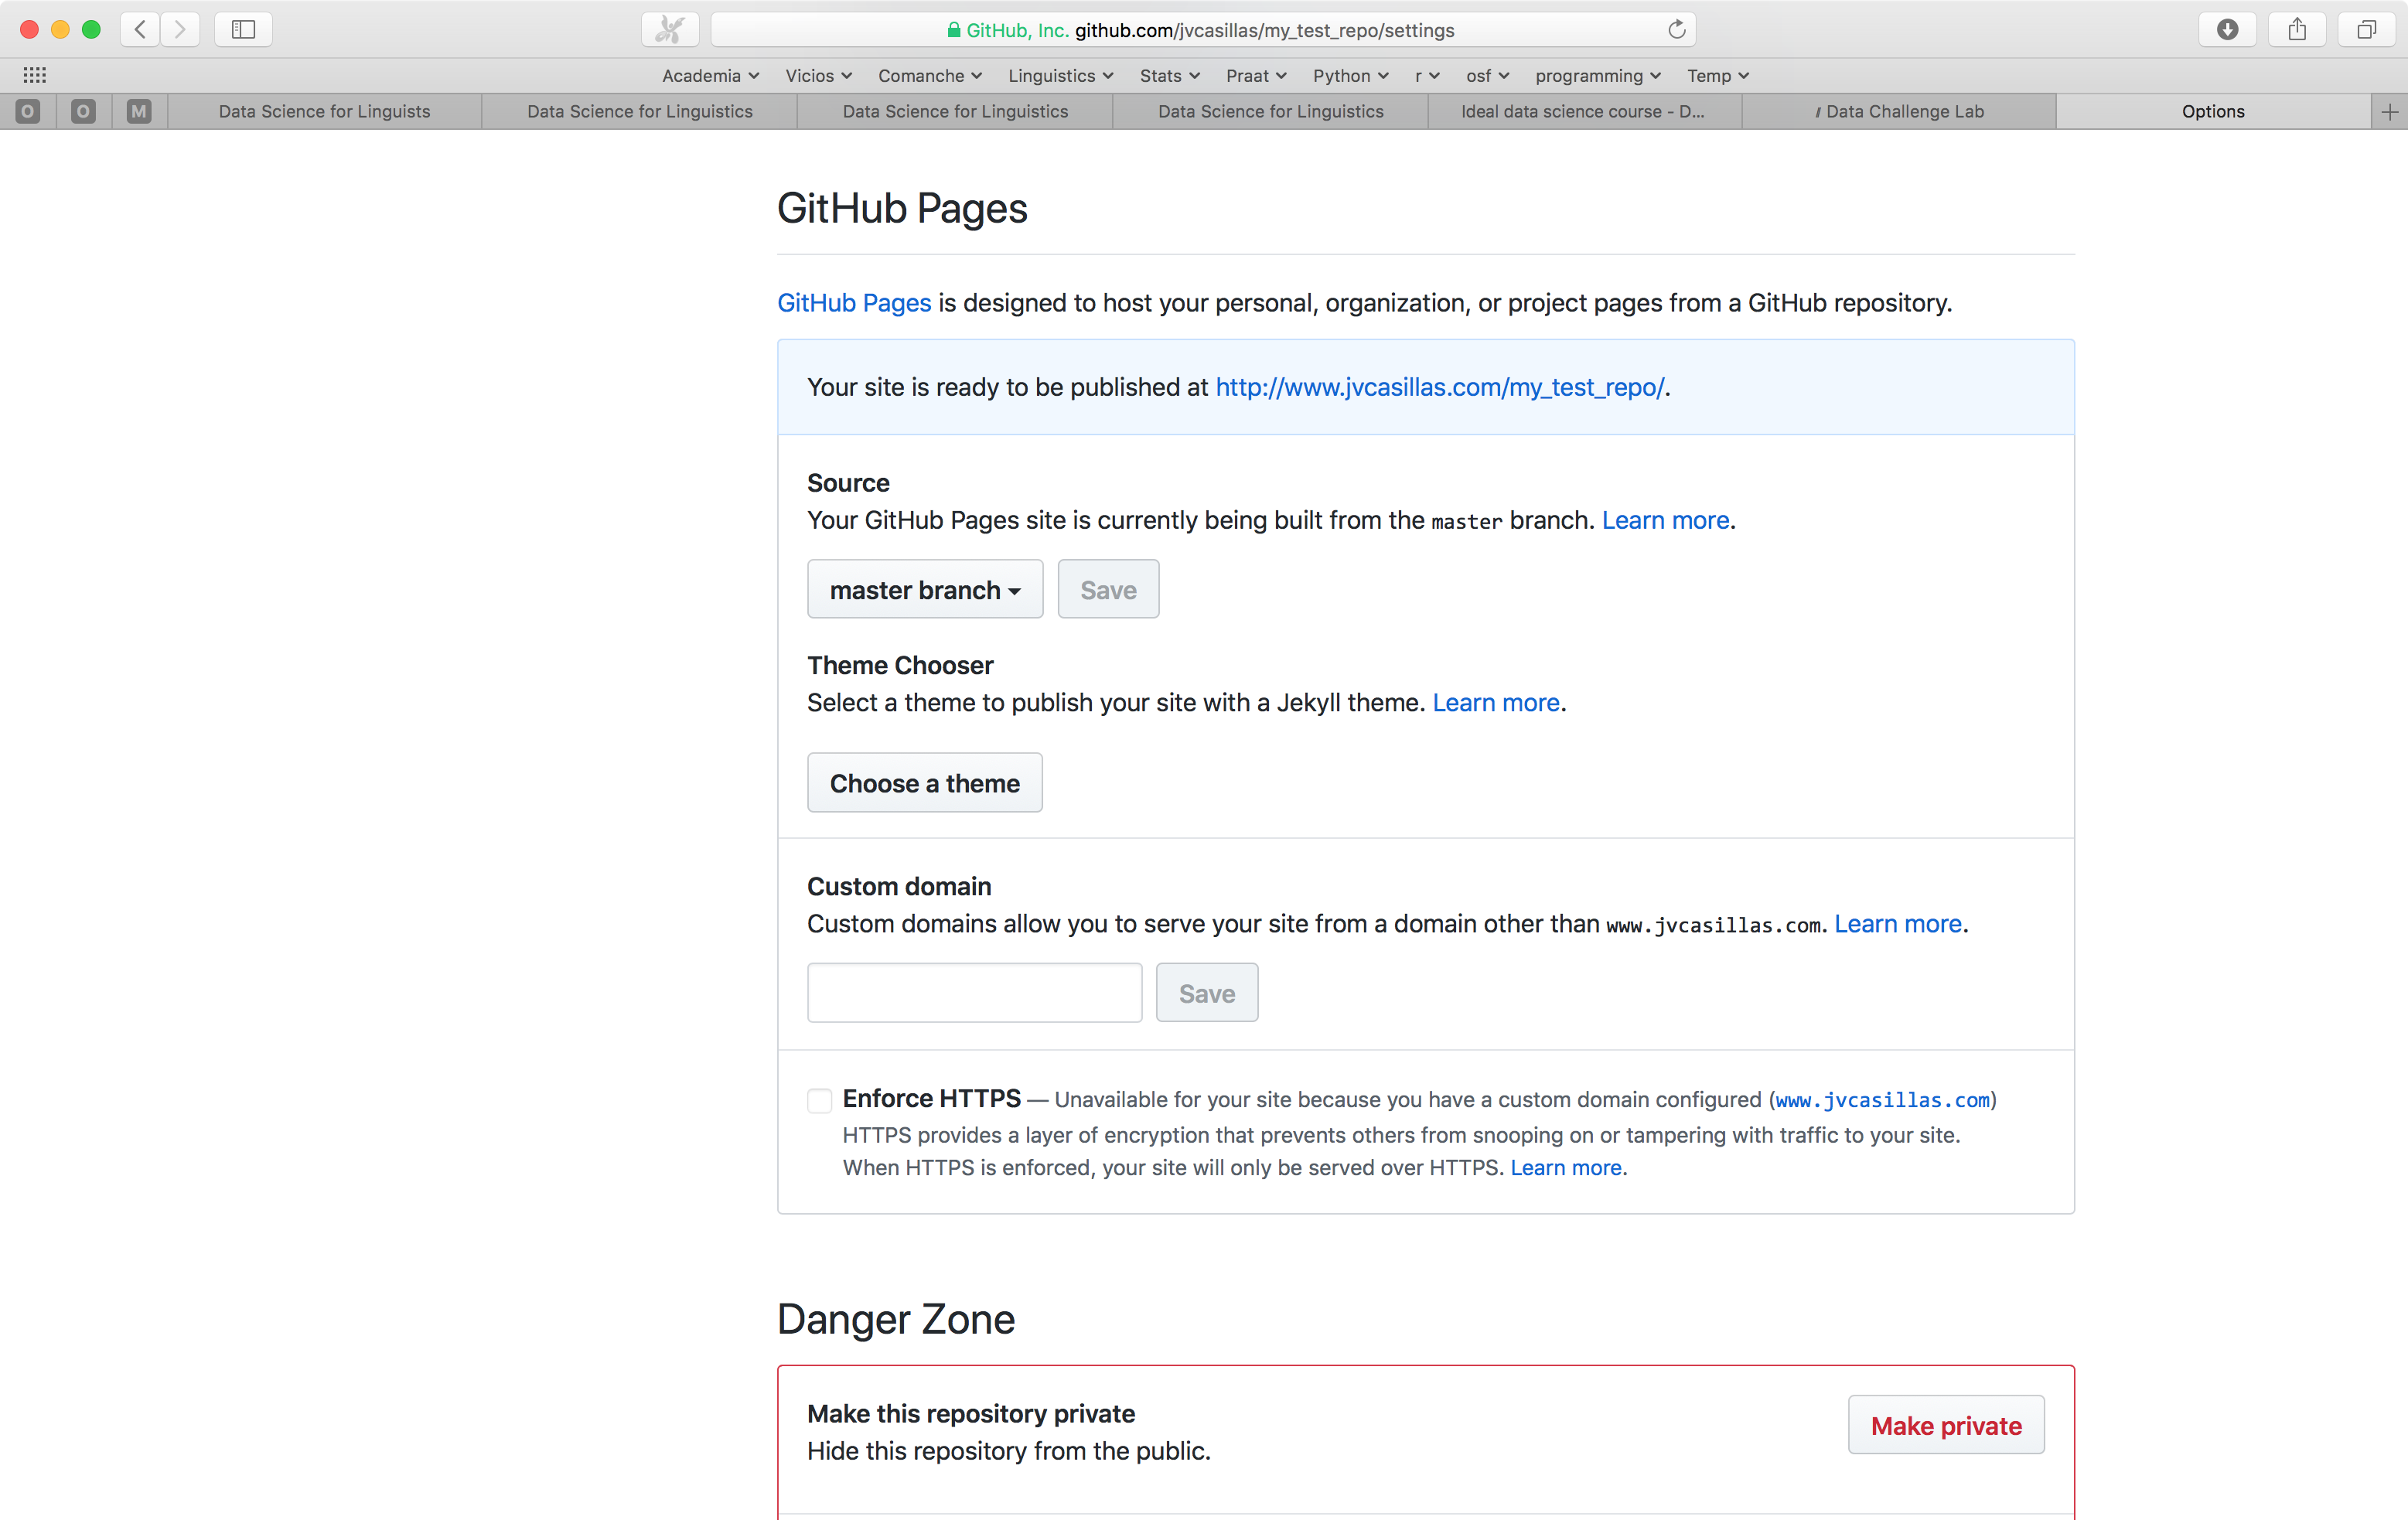 GitHub, Inc. github.com/jvcasillas/my_test_repo/settings
Academia Vicios Comanche Linguistics Stats Praat Python r osf programming Temp
O O M Data Science for Linguists Data Science for Linguistics Data Science for Linguistics Data Science for Linguistics Ideal data science course - D... Data Challenge Lab Options
GitHub Pages
GitHub Pages is designed to host your personal, organization, or project pages from a GitHub repository.
Your site is ready to be published at http://www.jvcasillas.com/my_test_repo/.
Source
Your GitHub Pages site is currently being built from the master branch. Learn more.
master branch Save
Theme Chooser
Select a theme to publish your site with a Jekyll theme. Learn more.
Choose a theme
Custom domain
Custom domains allow you to serve your site from a domain other than www.jvcasillas.com. Learn more.
Save
Enforce HTTPS — Unavailable for your site because you have a custom domain configured (www.jvcasillas.com)
HTTPS provides a layer of encryption that prevents others from snooping on or tampering with traffic to your site.
When HTTPS is enforced, your site will only be served over HTTPS. Learn more.
Danger Zone
Make this repository private
Make private
Hide this repository from the public.